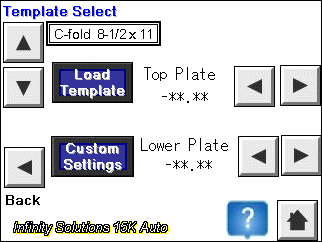 Template Select
C-fold 8-1/2 x 11
Load
Template
Top Plate
-**.**
Custom
Settings
Lower Plate
-**.**
Back
Infinity Solutions 15K Auto
?